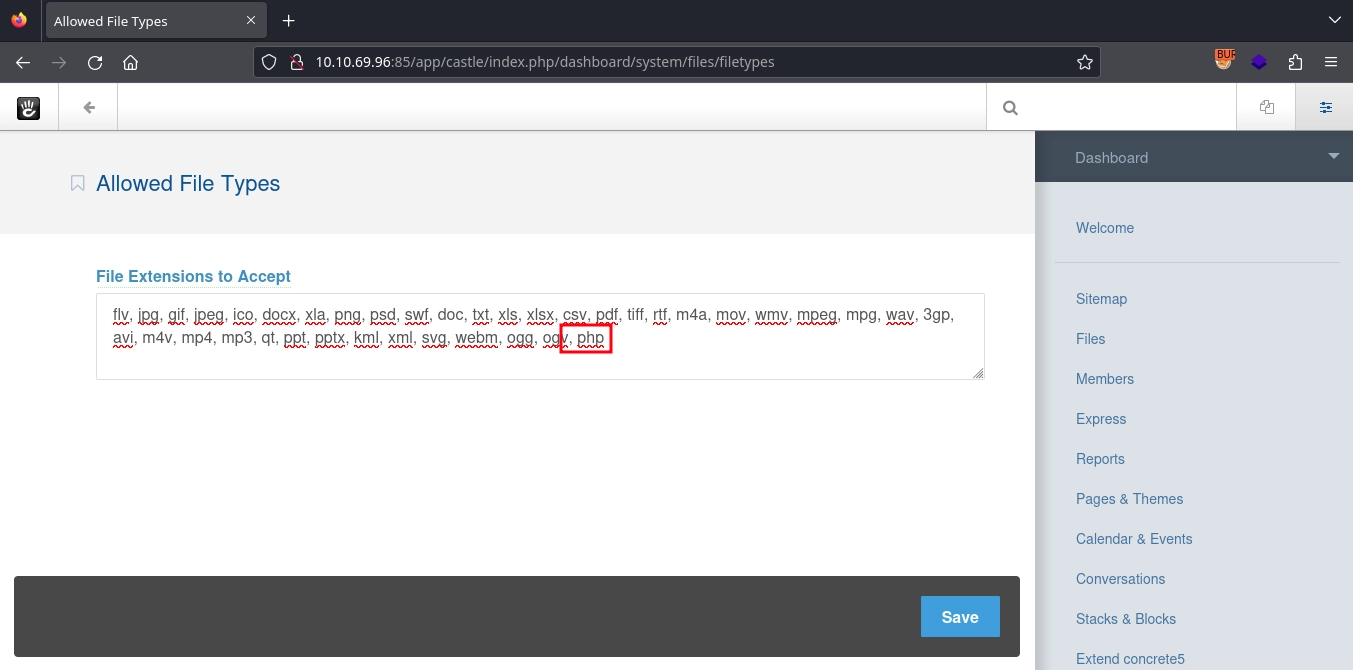 Allowed File Types
10.10.69.96:85/app/castle/index.php/dashboard/system/files/filetypes
BUR
Dashboard
Allowed File Types
Welcome
File Extensions to Accept
flv, jpg, gif, jpeg, ico, docx, xla, png, psd, swf, doc, txt, xls, xlsx, csv, pdf, tiff, rtf, m4a, mov, wmv, mpeg, mpg, wav, 3gp,
avi, m4v, mp4, mp3, qt, ppt, pptx, kml, xml, svg, webm, ogg, ogv, php
Sitemap
Files
Members
Express
Reports
Pages & Themes
Calendar & Events
Conversations
Stacks & Blocks
Extend concrete5
Save